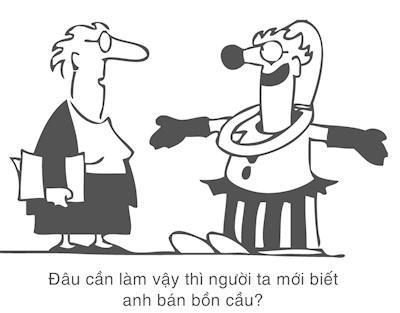 Đâu cần làm vậy thì người ta mới biết
anh bán bồn cầu?